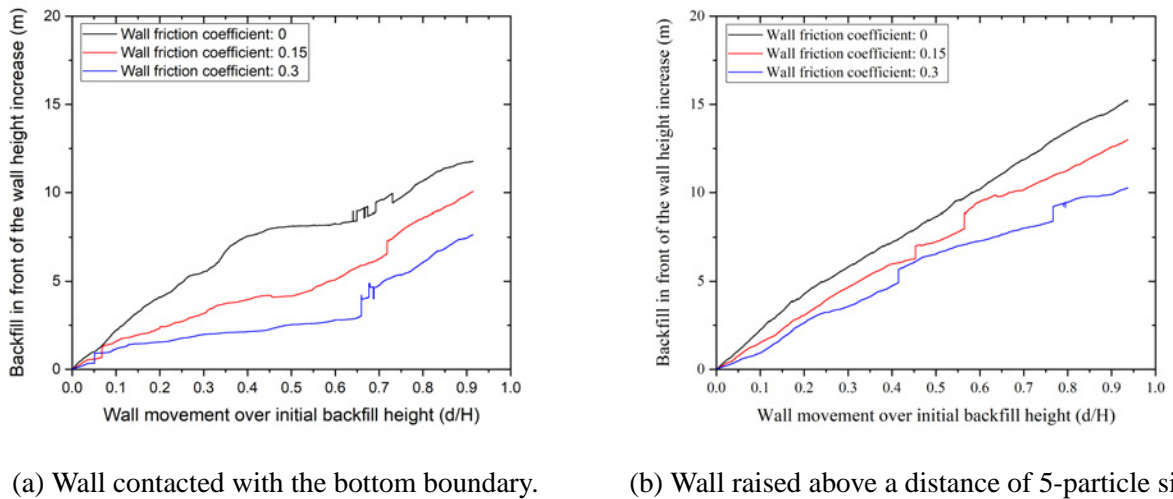 Backfill in front of the wall height increase (m)
20
15
10
5
0
Wall friction coefficient: 0
Wall friction coefficient: 0.15
Wall friction coefficient: 0.3
0.0 0.1 0.2 0.3 0.4 0.5 0.6 0.7 0.8 0.9 1.0
Wall movement over initial backfill height (d/H)
(a) Wall contacted with the bottom boundary.
Backfill in front of the wall height increase (m)
20
15
10
5
0
Wall friction coefficient: 0
Wall friction coefficient: 0.15
Wall friction coefficient: 0.3
0.0 0.1 0.2 0.3 0.4 0.5 0.6 0.7 0.8 0.9 1.0
Wall movement over initial backfill height (d/H)
(b) Wall raised above a distance of 5-particle si